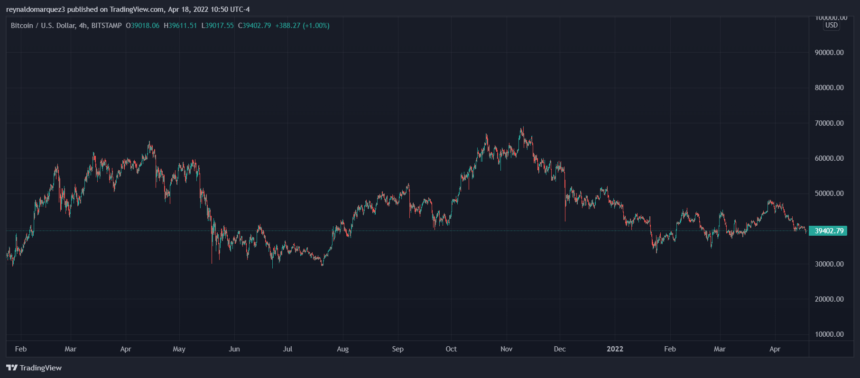 reynaldomarquez3 published on TradingView.com, Apr 18, 2022 10:50 UTC-4
Bitcoin / U.S. Dollar, 4h, BITSTAMP O39018.06 H39611.51 L39017.55 C39402.79 +388.27 (+1.00%)
100000.00
USD
90000.00
80000.00
70000.00
60000.00
50000.00
39402.79
30000.00
20000.00
10000.00
Feb Mar Apr May Jun Jul Aug Sep Oct Nov Dec 2022 Feb Mar Apr
TradingView